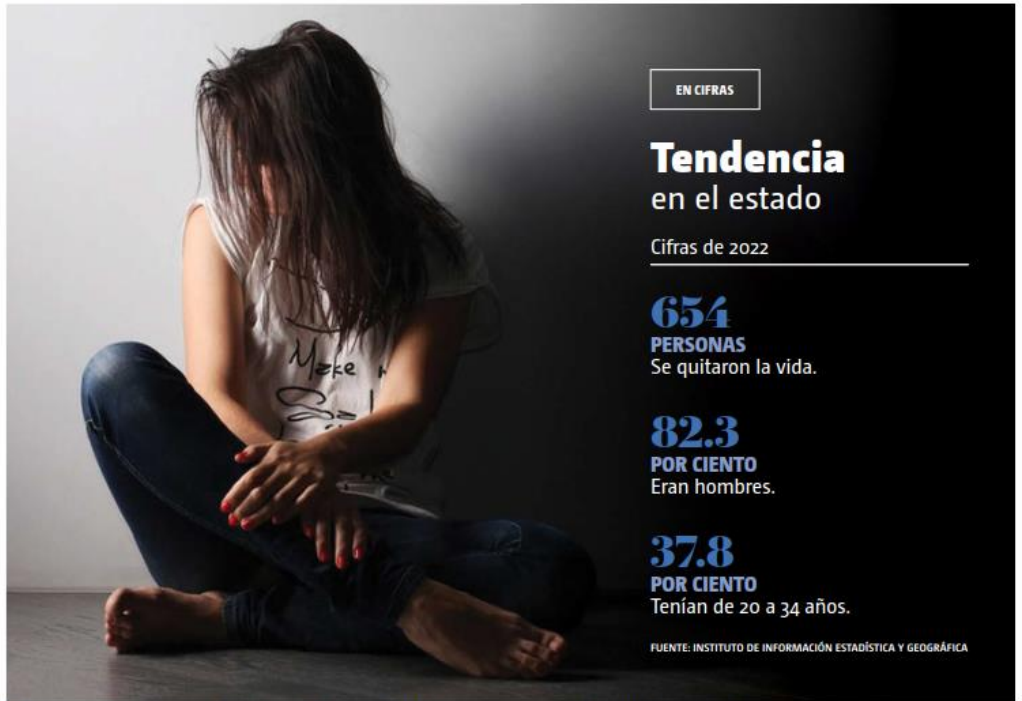 EN CIFRAS
Tendencia
en el estado
Cifras de 2022
654
PERSONAS
Se quitaron la vida.
82.3
POR CIENTO
Eran hombres.
37.8
POR CIENTO
Tenían de 20 a 34 años.
FUENTE: INSTITUTO DE INFORMACIÓN ESTADÍSTICA Y GEOGRÁFICA
Make